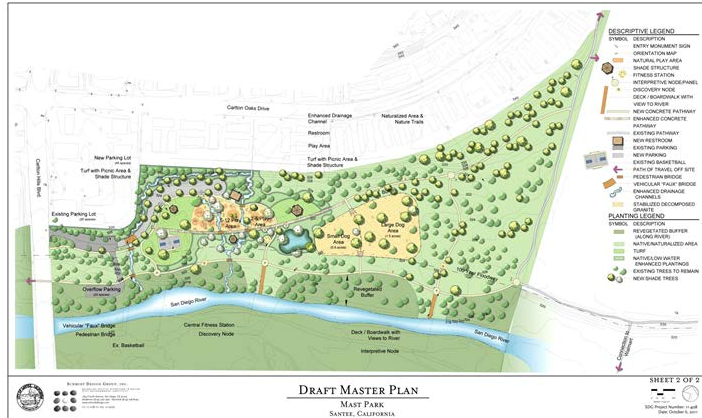 DESCRIPTIVE LEGEND
SYMBOL DESCRIPTION
ENTRY MONUMENT SIGN
ORIENTATION MAP
NATURAL PLAY AREA
SHADE STRUCTURE
FITNESS STATION
INTERPRETIVE NODE/PANEL
DISCOVERY NODE
DECK / BOARDWALK WITH
VIEW TO RIVER
NEW CONCRETE PATHWAY
ENHANCED CONCRETE
PATHWAY
EXISTING PATHWAY
NEW RESTROOM
EXISTING PARKING
NEW PARKING
EXISTING BASKETBALL
PATH OF TRAVEL OFF SITE
PEDESTRIAN BRIDGE
VEHICULAR "FAUX" BRIDGE
ENHANCED DRAINAGE
CHANNELS
STABILIZED DECOMPOSED
GRANITE
PLANTING LEGEND
SYMBOL DESCRIPTION
REVEGETATED BUFFER
(ALONG RIVER)
NATIVE/NATURALIZED AREA
TURF
NATIVE/LOW WATER
ENHANCED PLANTINGS
EXISTING TREES TO REMAIN
NEW SHADE TREES
Carlton Oaks Drive
Carlton Hills Blvd.
Enhanced Drainage
Channel
Naturalized Area &
Nature Trails
Restroom
Play Area
Turf with Picnic Area &
Shade Structure
New Parking Lot
Turf with Picnic Area &
Shade Structure
Existing Parking Lot
Area
Area
Small Dog
Area
Large Dog
Area
Floodway
Overflow Parking
San Diego River
Revegetated
Buffer
San Diego River
Vehicular "Faux" Bridge
Pedestrian Bridge
Ex. Basketball
Central Fitness Station
Discovery Node
Deck / Boardwalk with
Views to River
Interpretive Node
Connection to
Walmart
SCHMIDT DESIGN GROUP, INC.
DRAFT MASTER PLAN
MAST PARK
SANTEE, CALIFORNIA
SHEET 2 OF 2